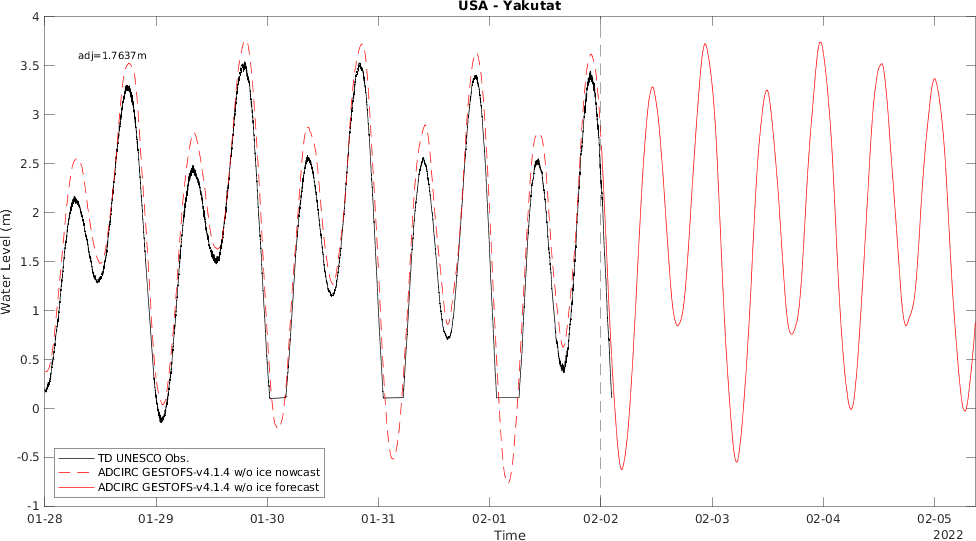 USA - Yakutat
adj=1.7637m
4
3.5
3
2.5
2
1.5
1
0.5
0
-0.5
-1
Water Level (m)
TD UNESCO Obs.
ADCIRC GESTOFS-v4.1.4 w/o ice nowcast
ADCIRC GESTOFS-v4.1.4 w/o ice forecast
01-28 01-29 01-30 01-31 02-01 02-02 02-03 02-04 02-05
Time
2022